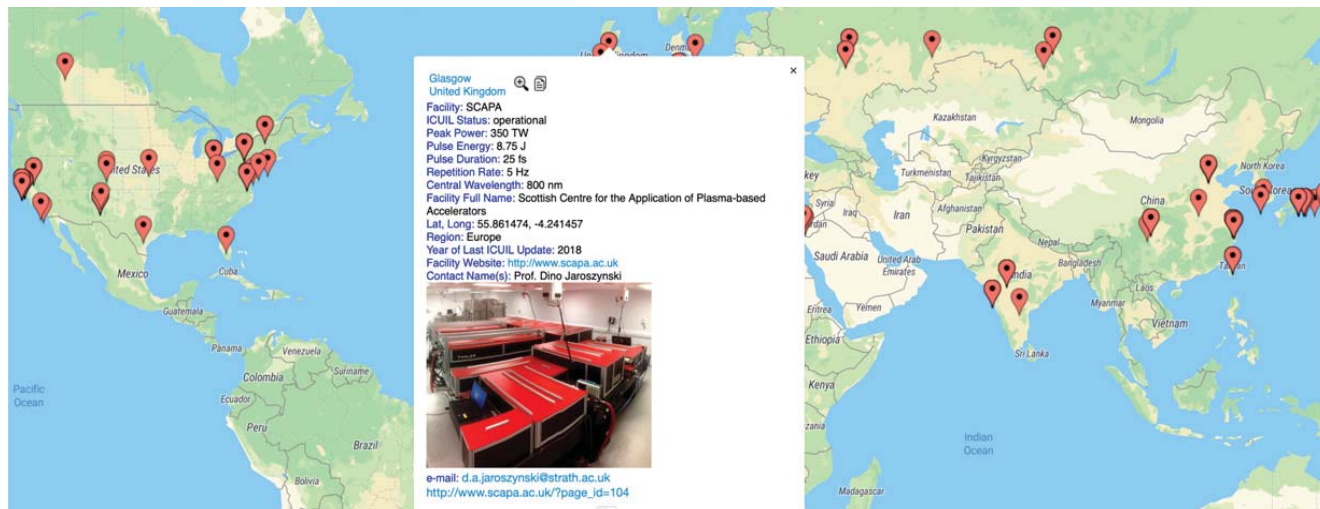 Glasgow
United Kingdom
Facility: SCAPA
ICUIL Status: operational
Peak Power: 350 TW
Pulse Energy: 8.75 J
Pulse Duration: 25 fs
Repetition Rate: 5 Hz
Central Wavelength: 800 nm
Facility Full Name: Scottish Centre for the Application of Plasma-based
Accelerators
Lat, Long: 55.861474, -4.241457
Region: Europe
Year of Last ICUIL Update: 2018
Facility Website: http://www.scapa.ac.uk
Contact Name(s): Prof. Dino Jaroszynski
e-mail: d.a.jaroszynski@strath.ac.uk
http://www.scapa.ac.uk/?page_id=104
Mexico
Cuba
Guatemala
Panama
Venezuela
Colombia
Suriname
Ecuador
Peru
Brazil
Bolivia
Pacific
Ocean
Kazakhstan
Mongolia
Kyrgyzstan
Turkmenistan
Tajikistan
North Korea
China
Syria
Iraq
Iran
Afghanistan
Pakistan
Nepal
Saudi Arabia
United Arab
Emirates
Bangladesh
Myanmar
Laos
Vietnam
Eritrea
Yemen
Ethiopia
Sri Lanka
Kenya
Indian
Ocean
Madagascar